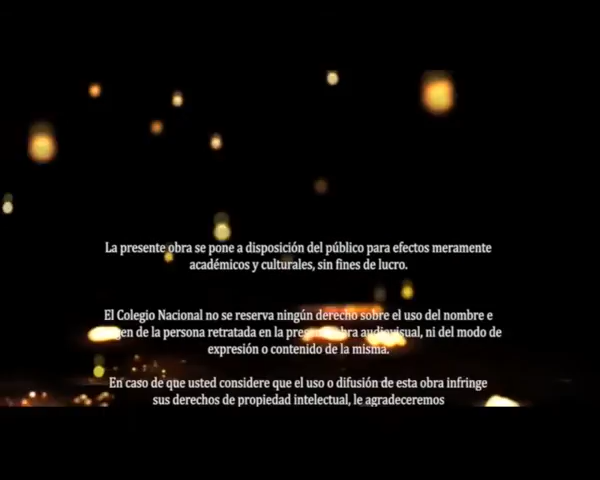 La presente obra se pone a disposición del público para efectos meramente
académicos y culturales, sin fines de lucro.
El Colegio Nacional no se reserva ningún derecho sobre el uso del nombre e
de la persona retratada en la obra audiovisual, ni del modo de
expresión o contenido de la misma.
En caso de que usted considere que el uso o difusión de esta obra infringe
sus derechos de propiedad intelectual, le agradeceremos